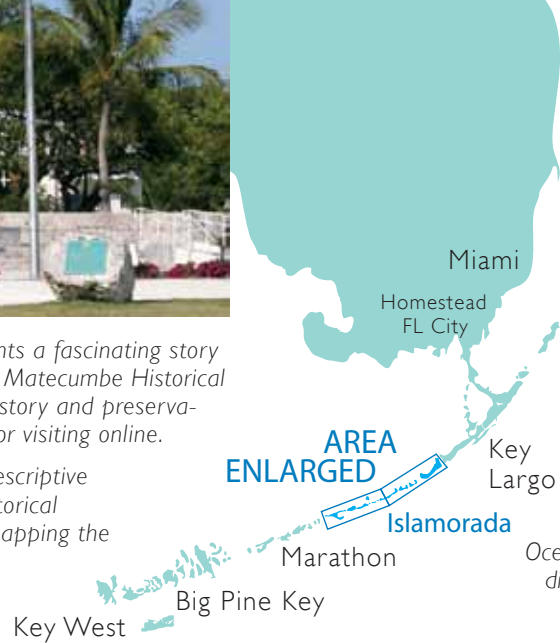 Miami
Homestead
FL City
nts a fascinating story
Matecumbe Historical
story and preserva-
or visiting online.
escriptive
torical
apping the
AREA
ENLARGED
Key
Largo
Islamorada
Marathon
Oce
d
Big Pine Key
Key West